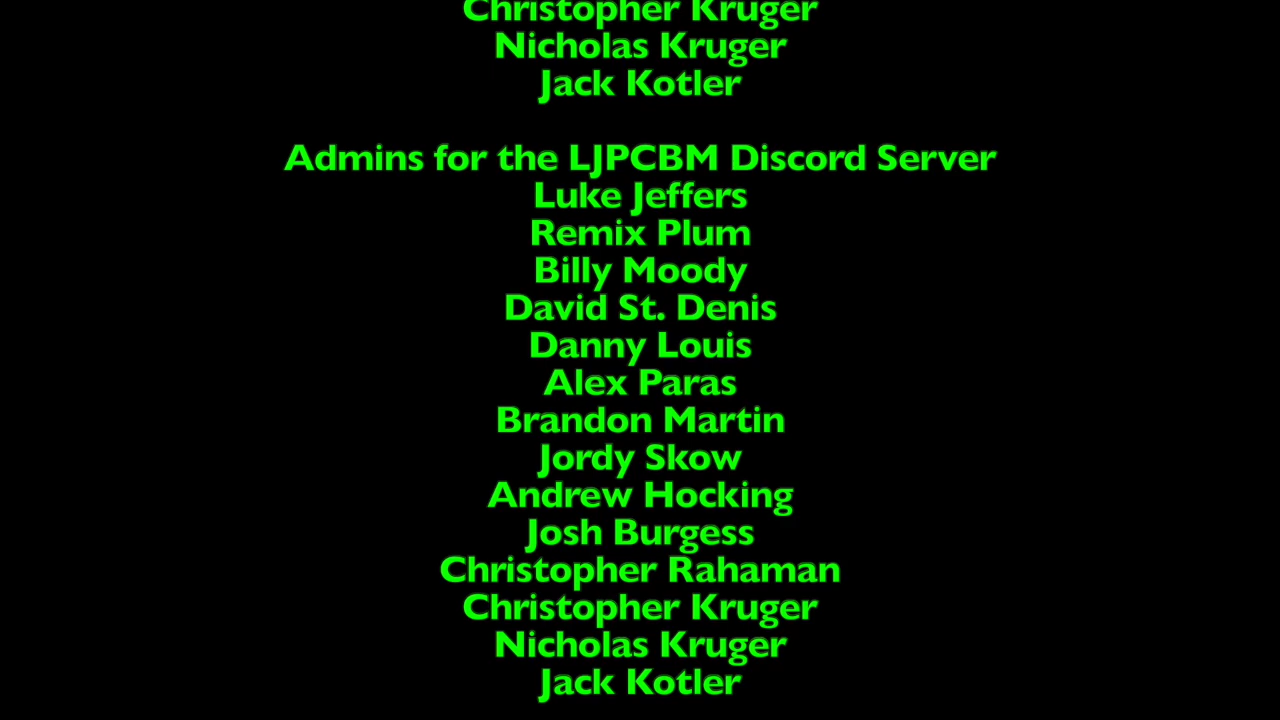 Christopher Kruger
Nicholas Kruger
Jack Kotler
Admins for the LJPCBM Discord Server
Luke Jeffers
Remix Plum
Billy Moody
David St. Denis
Danny Louis
Alex Paras
Brandon Martin
Jordy Skow
Andrew Hocking
Josh Burgess
Christopher Rahaman
Christopher Kruger
Nicholas Kruger
Jack Kotler